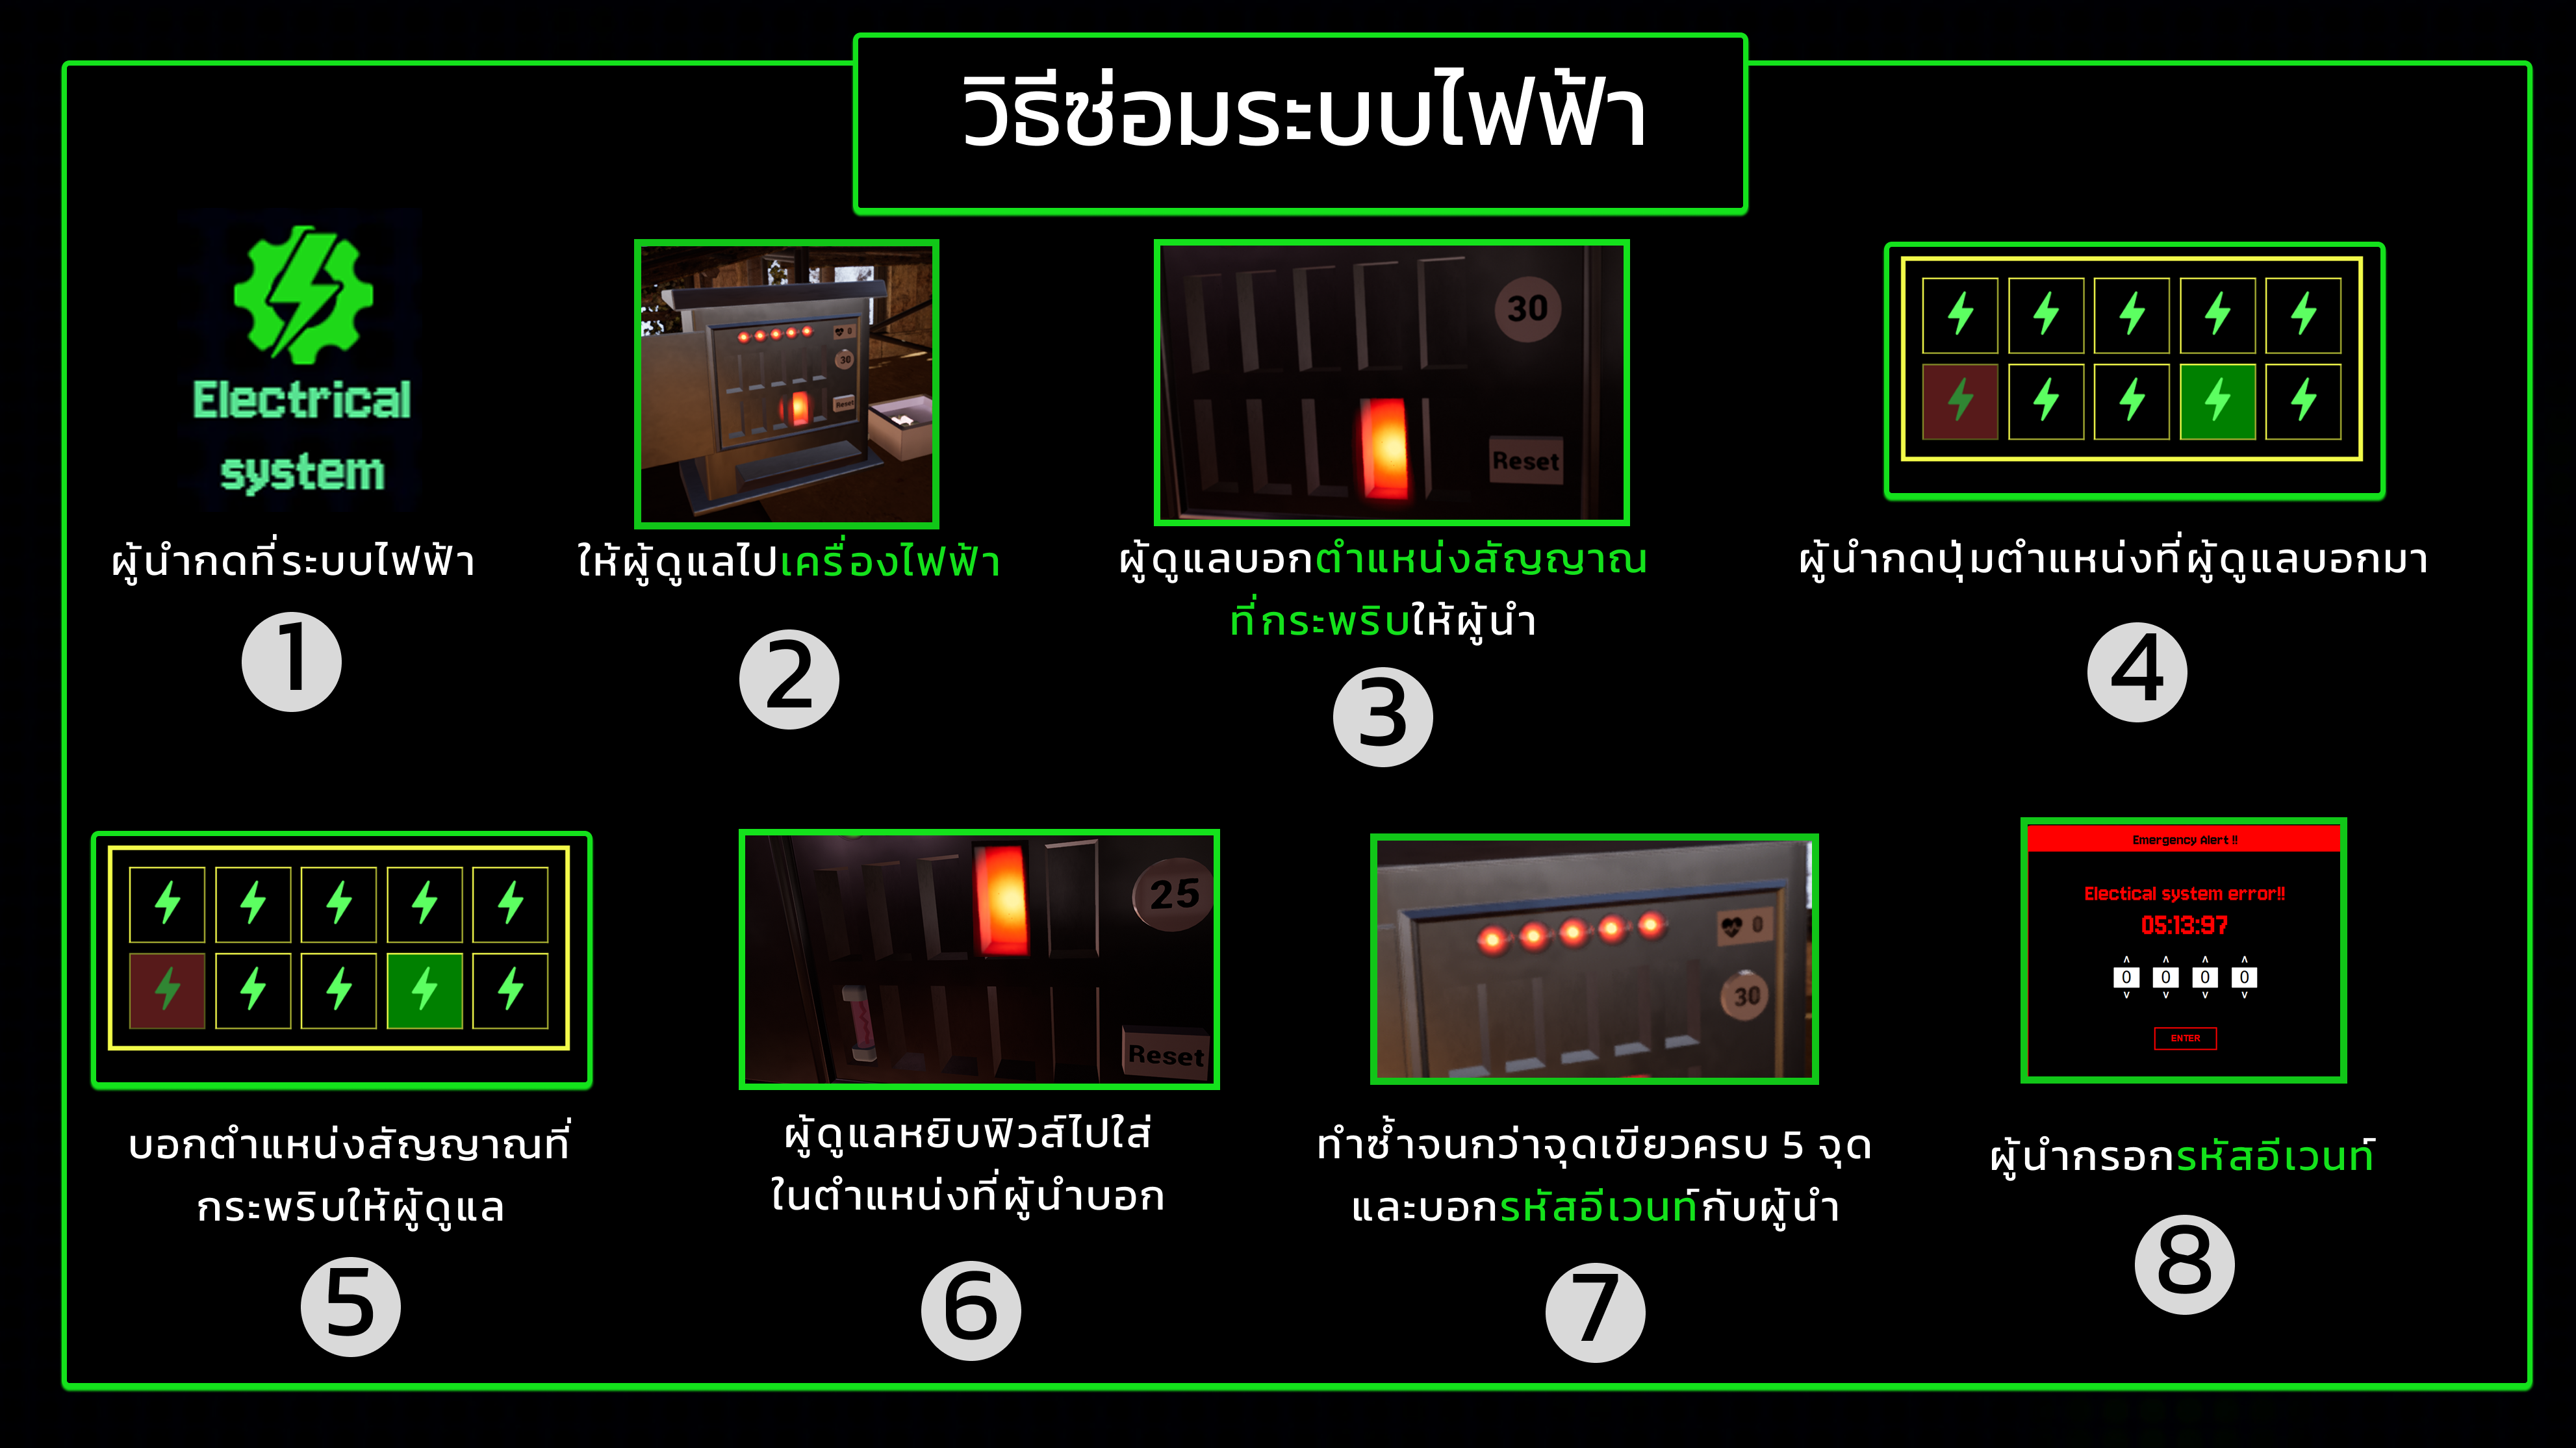 วิธีซ่อมระบบไฟฟ้า
Electrical
system
ผู้นำกดที่ระบบไฟฟ้า
1
0
30
Reset
ให้ผู้ดูแลไปเครื่องไฟฟ้า
2
30
Reset
ผู้ดูแลบอกตำแหน่งสัญญาณ
ที่กระพริบให้ผู้นำ
3
ผู้นำกดปุ่มตำแหน่งที่ผู้ดูแลบอกมา
4
บอกตำแหน่งสัญญาณที่
กระพริบให้ผู้ดูแล
5
25
Reset
ผู้ดูแลหยิบฟิวส์ไปใส่
ในตำแหน่งที่ผู้นำบอก
6
0
30
ทำซ้ำจนกว่าจุดเขียวครบ 5 จุด
และบอกรหัสอีเวนท์กับผู้นำ
7
Emergency Alert !!
Electical system error!!
05:13:97
0 0 0 0
ENTER
ผู้นำกรอกรหัสอีเวนท์
8